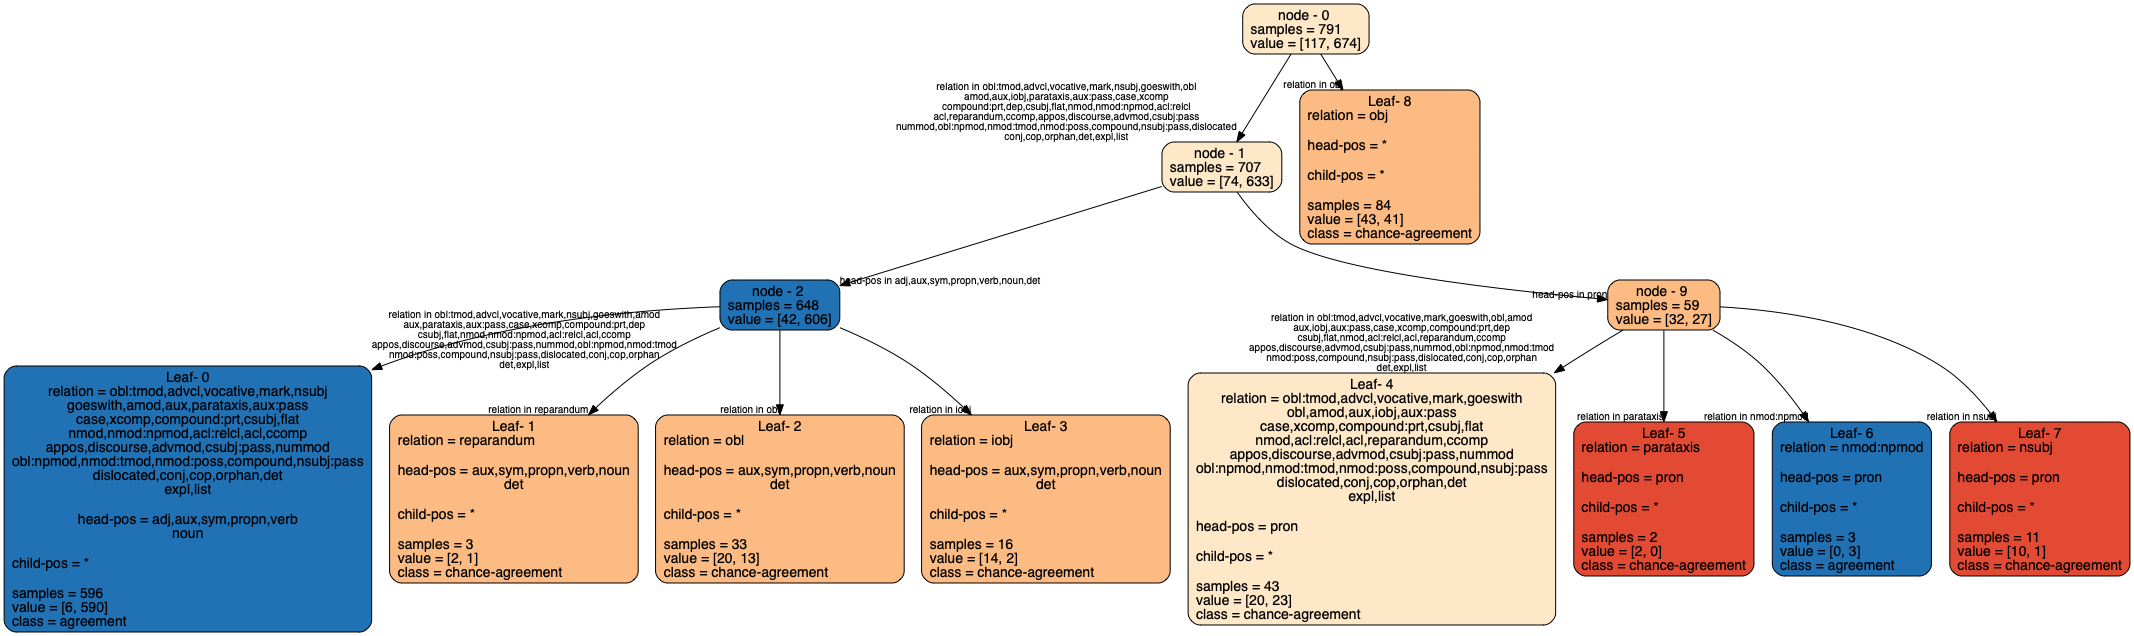 node - 0
samples = 791
value = [117, 674]
relation in obl:tmod,advcl,vocative,mark,nsubj,goeswith,obl
amod,aux,iobj,parataxis,aux:pass,case,xcomp
compound:prt,dep,csubj,flat,nmod,nmod:npmod,acl:relcl
acl,reparandum,ccomp,appos,discourse,advmod,csubj:pass
nummod,obl:npmod,nmod:tmod,nmod:poss,compound,nsubj:pass,dislocated
conj,cop,orphan,det,expl,list
relation in
Leaf- 8
relation = obj
head-pos = *
child-pos = *
samples = 84
value = [43, 41]
class = chance-agreement
node - 1
samples = 707
value = [74, 633]
head-pos in adj,aux,sym,propn,verb,noun,det
head-pos in pron
node - 2
samples = 648
value = [42, 606]
node - 9
samples = 59
value = [32, 27]
relation in obl:tmod,advcl,vocative,mark,nsubj,goeswith,amod
aux,parataxis,aux:pass,case,xcomp,compound:prt,dep
csubj,flat,nmod,nmod:npmod,acl:relcl,acl,ccomp
appos,discourse,advmod,csubj:pass,nummod,obl:npmod,nmod:tmod
nmod:poss,compound,nsubj:pass,dislocated,conj,cop,orphan
det,expl,list
relation in reparandum
relation in
relation in
relation in obl:tmod,advcl,vocative,mark,goeswith,obl,amod
aux,iobj,aux:pass,case,xcomp,compound:prt,dep
csubj,flat,nmod,acl:relcl,acl,reparandum,ccomp
appos,discourse,advmod,csubj:pass,nummod,obl:npmod,nmod:tmod
nmod:poss,compound,nsubj:pass,dislocated,conj,cop,orphan
det,expl,list
relation in parataxis
relation in nmod:npmod
relation in nsubj
Leaf- 0
relation = obl:tmod,advcl,vocative,mark,nsubj
goeswith,amod,aux,parataxis,aux:pass
case,xcomp,compound:prt,csubj,flat
nmod,nmod:npmod,acl:relcl,acl,ccomp
appos,discourse,advmod,csubj:pass,nummod
obl:npmod,nmod:tmod,nmod:poss,compound,nsubj:pass
dislocated,conj,cop,orphan,det
expl,list
head-pos = adj,aux,sym,propn,verb
noun
child-pos = *
samples = 596
value = [6, 590]
class = agreement
Leaf- 1
relation = reparandum
head-pos = aux,sym,propn,verb,noun
det
child-pos = *
samples = 3
value = [2, 1]
class = chance-agreement
Leaf- 2
relation = obl
head-pos = aux,sym,propn,verb,noun
det
child-pos = *
samples = 33
value = [20, 13]
class = chance-agreement
Leaf- 3
relation = iobj
head-pos = aux,sym,propn,verb,noun
det
child-pos = *
samples = 16
value = [14, 2]
class = chance-agreement
Leaf- 4
relation = obl:tmod,advcl,vocative,mark,goeswith
obl,amod,aux,iobj,aux:pass
case,xcomp,compound:prt,csubj,flat
nmod,acl:relcl,acl,reparandum,ccomp
appos,discourse,advmod,csubj:pass,nummod
obl:npmod,nmod:tmod,nmod:poss,compound,nsubj:pass
dislocated,conj,cop,orphan,det
expl,list
head-pos = pron
child-pos = *
samples = 43
value = [20, 23]
class = chance-agreement
Leaf- 5
relation = parataxis
head-pos = pron
child-pos = *
samples = 2
value = [2, 0]
class = chance-agreement
Leaf- 6
relation = nmod:npmod
head-pos = pron
child-pos = *
samples = 3
value = [0, 3]
class = agreement
Leaf- 7
relation = nsubj
head-pos = pron
child-pos = *
samples = 11
value = [10, 1]
class = chance-agreement